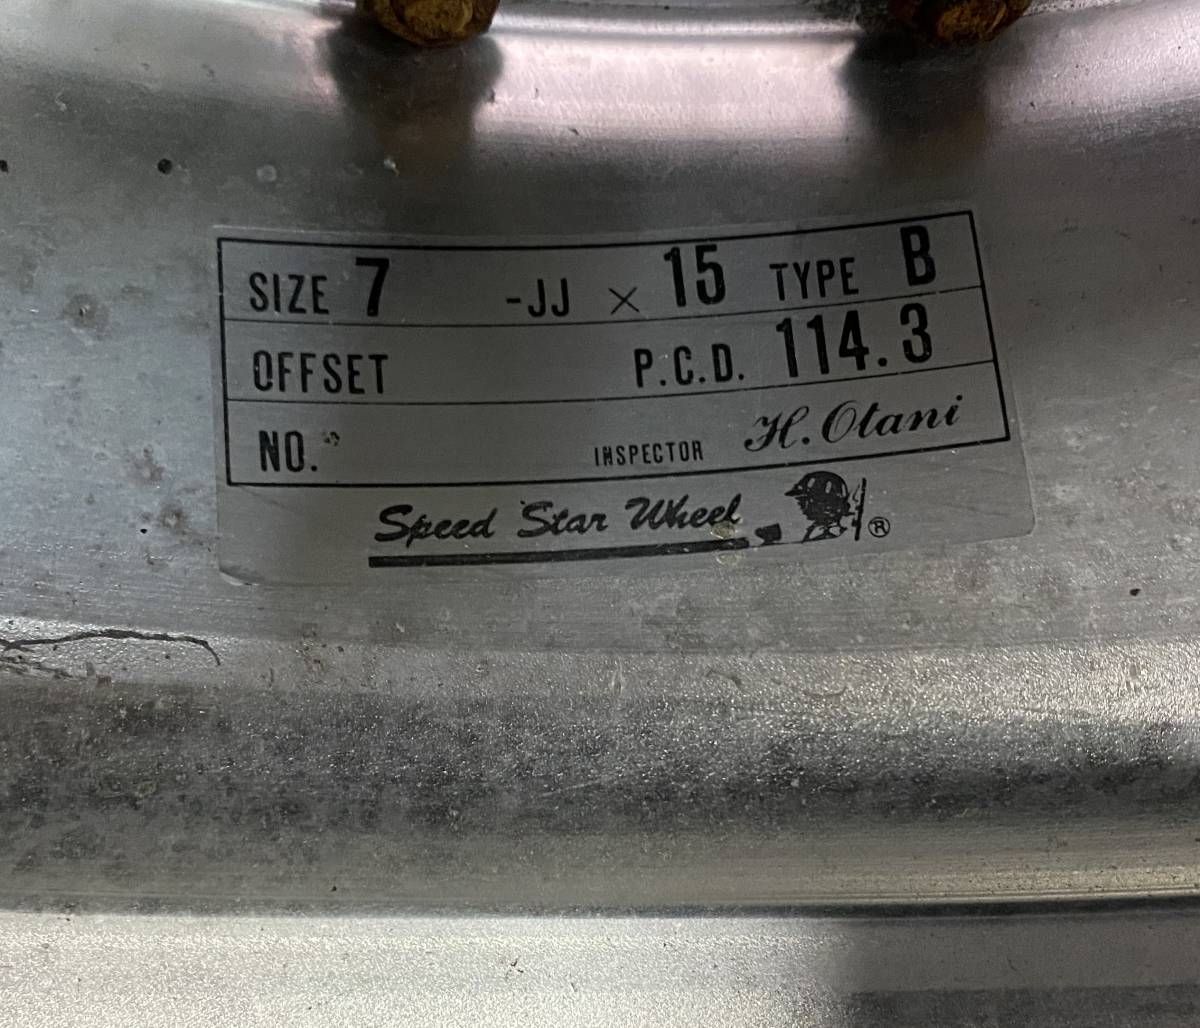 SIZE 7 -JJ × 15 TYPE B
OFFSET P.C.D. 114.3
NO. INSPECTOR H. Otani
Speed Star Wheel ®